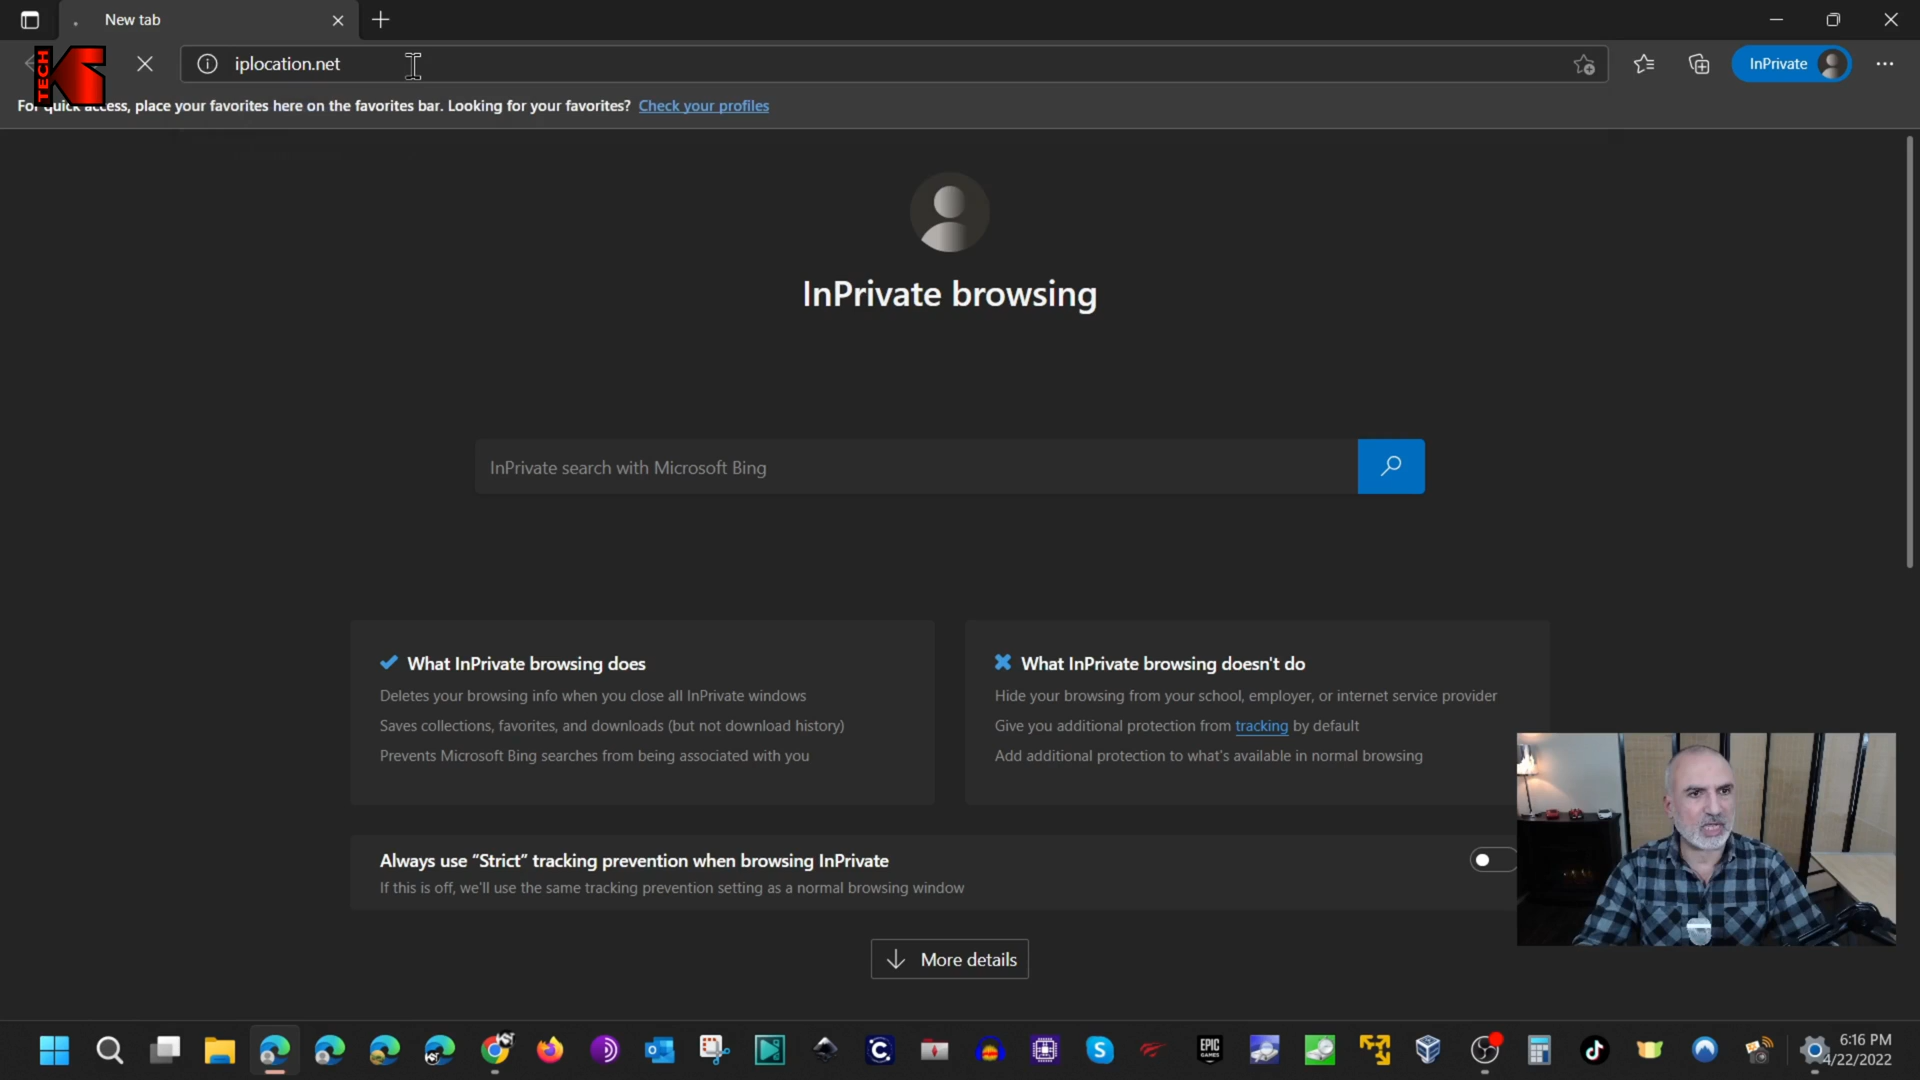 New tab
TECH
K
iplocation.net
InPrivate
For quick access, place your favorites here on the favorites bar. Looking for your favorites? Check your profiles
InPrivate browsing
InPrivate search with Microsoft Bing
What InPrivate browsing does
Deletes your browsing info when you close all InPrivate windows
Saves collections, favorites, and downloads (but not download history)
Prevents Microsoft Bing searches from being associated with you
What InPrivate browsing doesn't do
Hide your browsing from your school, employer, or internet service provider
Give you additional protection from tracking by default
Add additional protection to what's available in normal browsing
Always use “Strict” tracking prevention when browsing InPrivate
If this is off, we'll use the same tracking prevention setting as a normal browsing window
More details
EPIC
GAMES
6:16 PM
4/22/2022